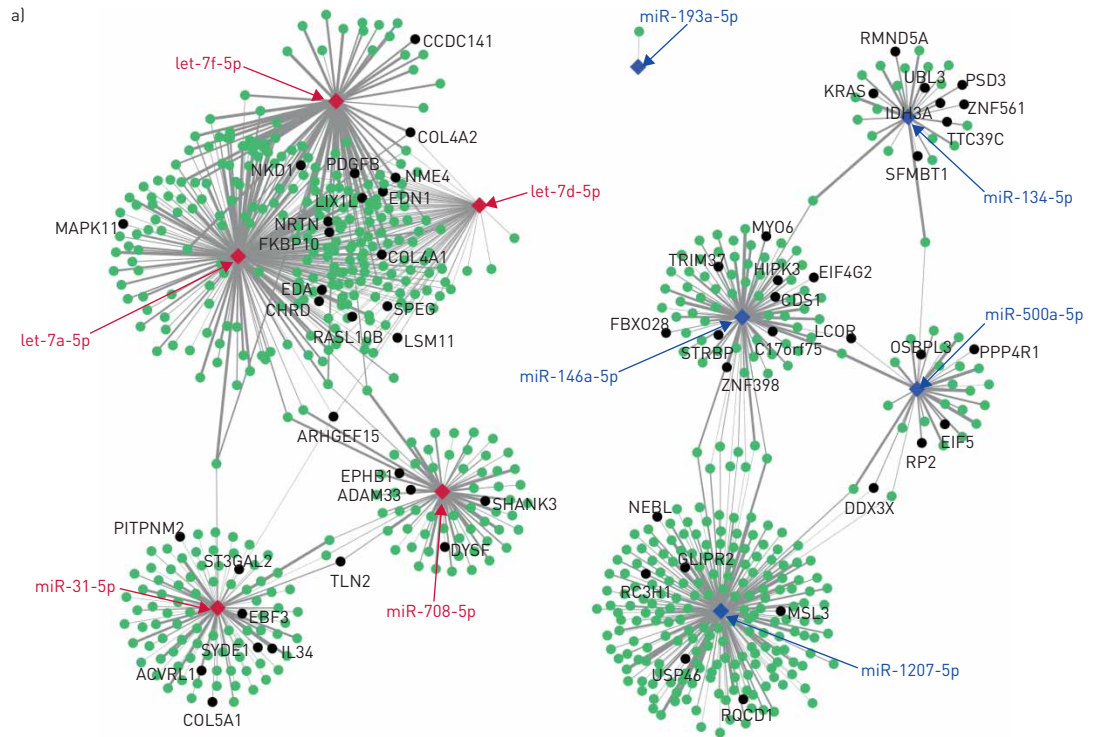 a)
miR-193a-5p
CCDC141
RMND5A
let-7f-5p
UBL3
PSD3
KRAS
ZNF561
IDH3A
COL4A2
TTC39C
PDGFB
NKD1
NME4
SFMBT1
EDN1
LIX1L
let-7d-5p
miR-134-5p
MAPK11
NRTN
MYO6
FKBP10
COL4A1
TRIM37
HIPK3
EIF4G2
EDA
CDS1
CHRD
SPEG
miR-500a-5p
FBXO28
LCOR
RASL10B
LSM11
let-7a-5p
STRBP
C17orf75
OSBPL3
PPP4R1
miR-146a-5p
ZNF398
ARHGEF15
EIF5
RP2
EPHB1
ADAM33
SHANK3
NEBL
DDX3X
PITPNM2
DYSF
ST3GAL2
GLIPR2
TLN2
RC3H1
miR-31-5p
miR-708-5p
EBF3
MSL3
SYDE1
IL34
ACVRL1
USP46
miR-1207-5p
COL5A1
RQCD1